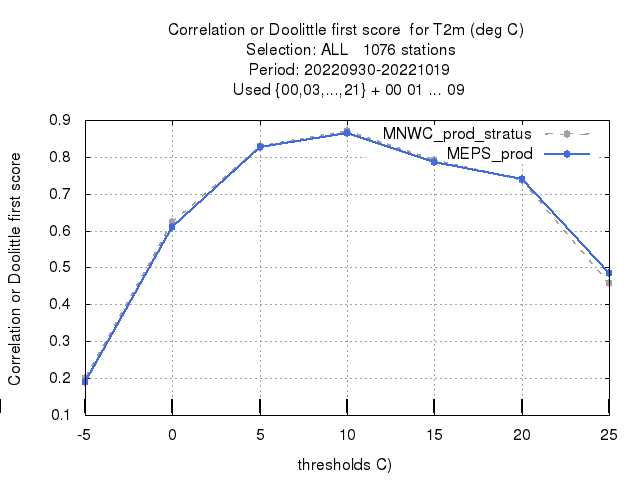 Correlation or Doolittle first score  for T2m (deg C)
Selection: ALL   1076 stations
Period: 20220930-20221019
Used {00,03,...,21} + 00 01 ... 09
MNWC_prod_stratus
MEPS_prod
Correlation or Doolittle first score
0.9
0.8
0.7
0.6
0.5
0.4
0.3
0.2
0.1
-5 0 5 10 15 20 25
thresholds C)